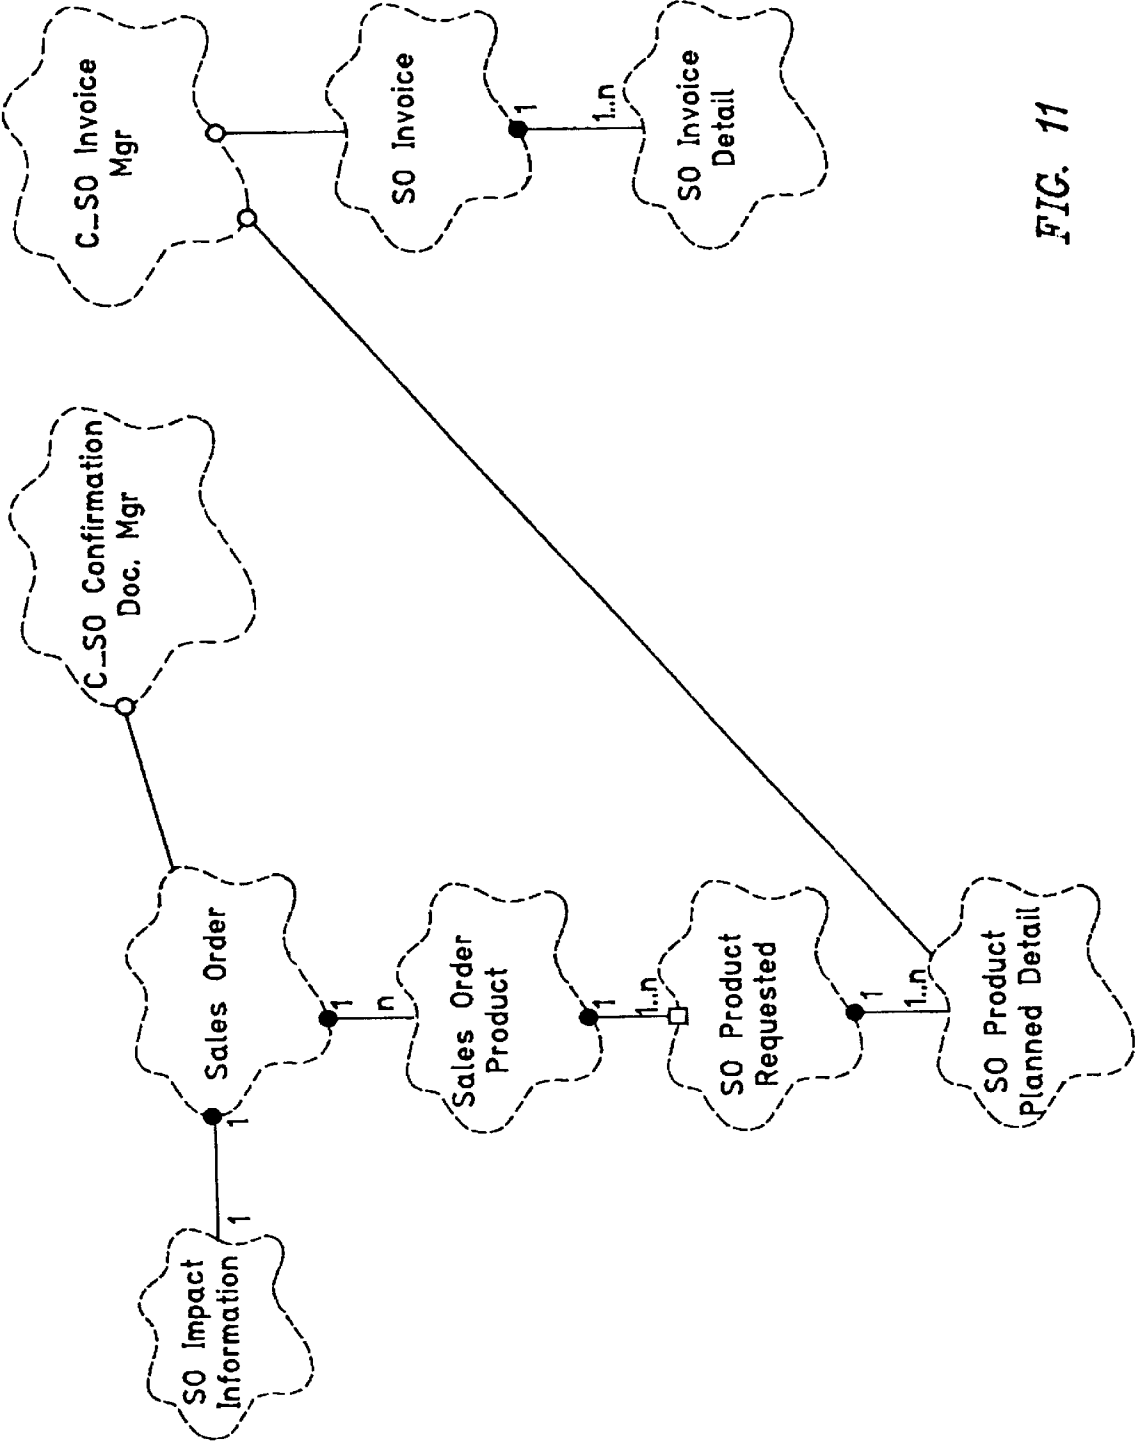 C_SO Invoice
Mgr
SO Invoice
1
1..n
SO Invoice
Detail
C_SO Confirmation
Doc. Mgr
Sales Order
1
n
Sales Order
Product
1
1..n
SO Product
Requested
1
1..n
SO Product
Planned Detail
1
1
SO Impact
Information
FIG. 11